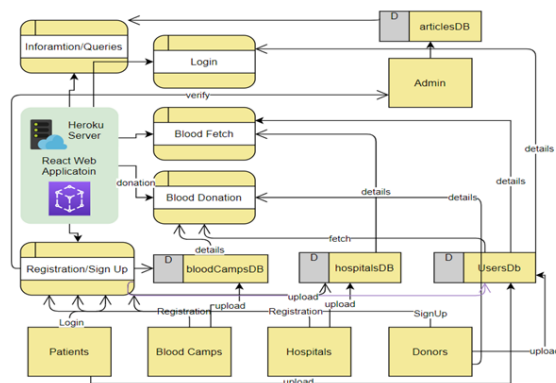 D articlesDB
Inforamtion/Queries
Login
Admin
verify
Heroku
Server
React Web
Applicatoin
Blood Fetch
details
donation
Blood Donation
details
details
details
fetch
details
Registration/Sign Up
D bloodCampsDB
D hospitalsDB
D UsersDb
upload
upload
upload
Login
Registration
Registration
SignUp
Patients
Blood Camps
Hospitals
Donors
upload
upload